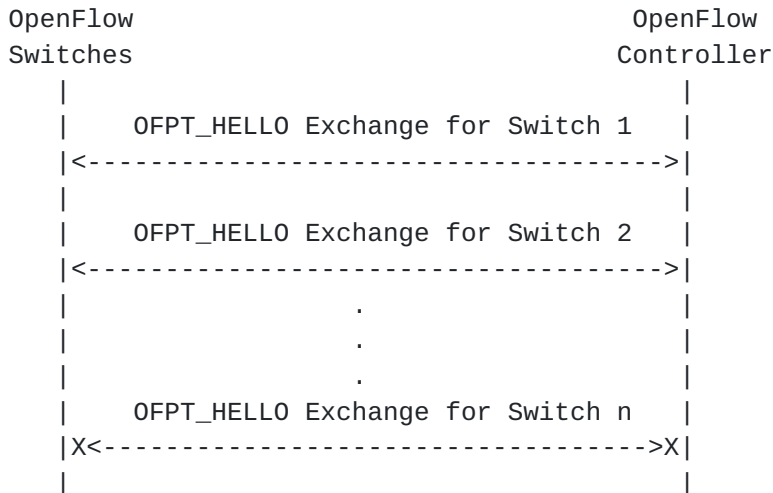 OpenFlow                                OpenFlow
Switches                               Controller
   |                                       |
   |    OFPT_HELLO Exchange for Switch 1   |
   |<------------------------------------->|
   |                                       |
   |    OFPT_HELLO Exchange for Switch 2   |
   |<------------------------------------->|
   |                  .                    |
   |                  .                    |
   |                  .                    |
   |    OFPT_HELLO Exchange for Switch n   |
   |X<----------------------------------->X|
   |                                       |